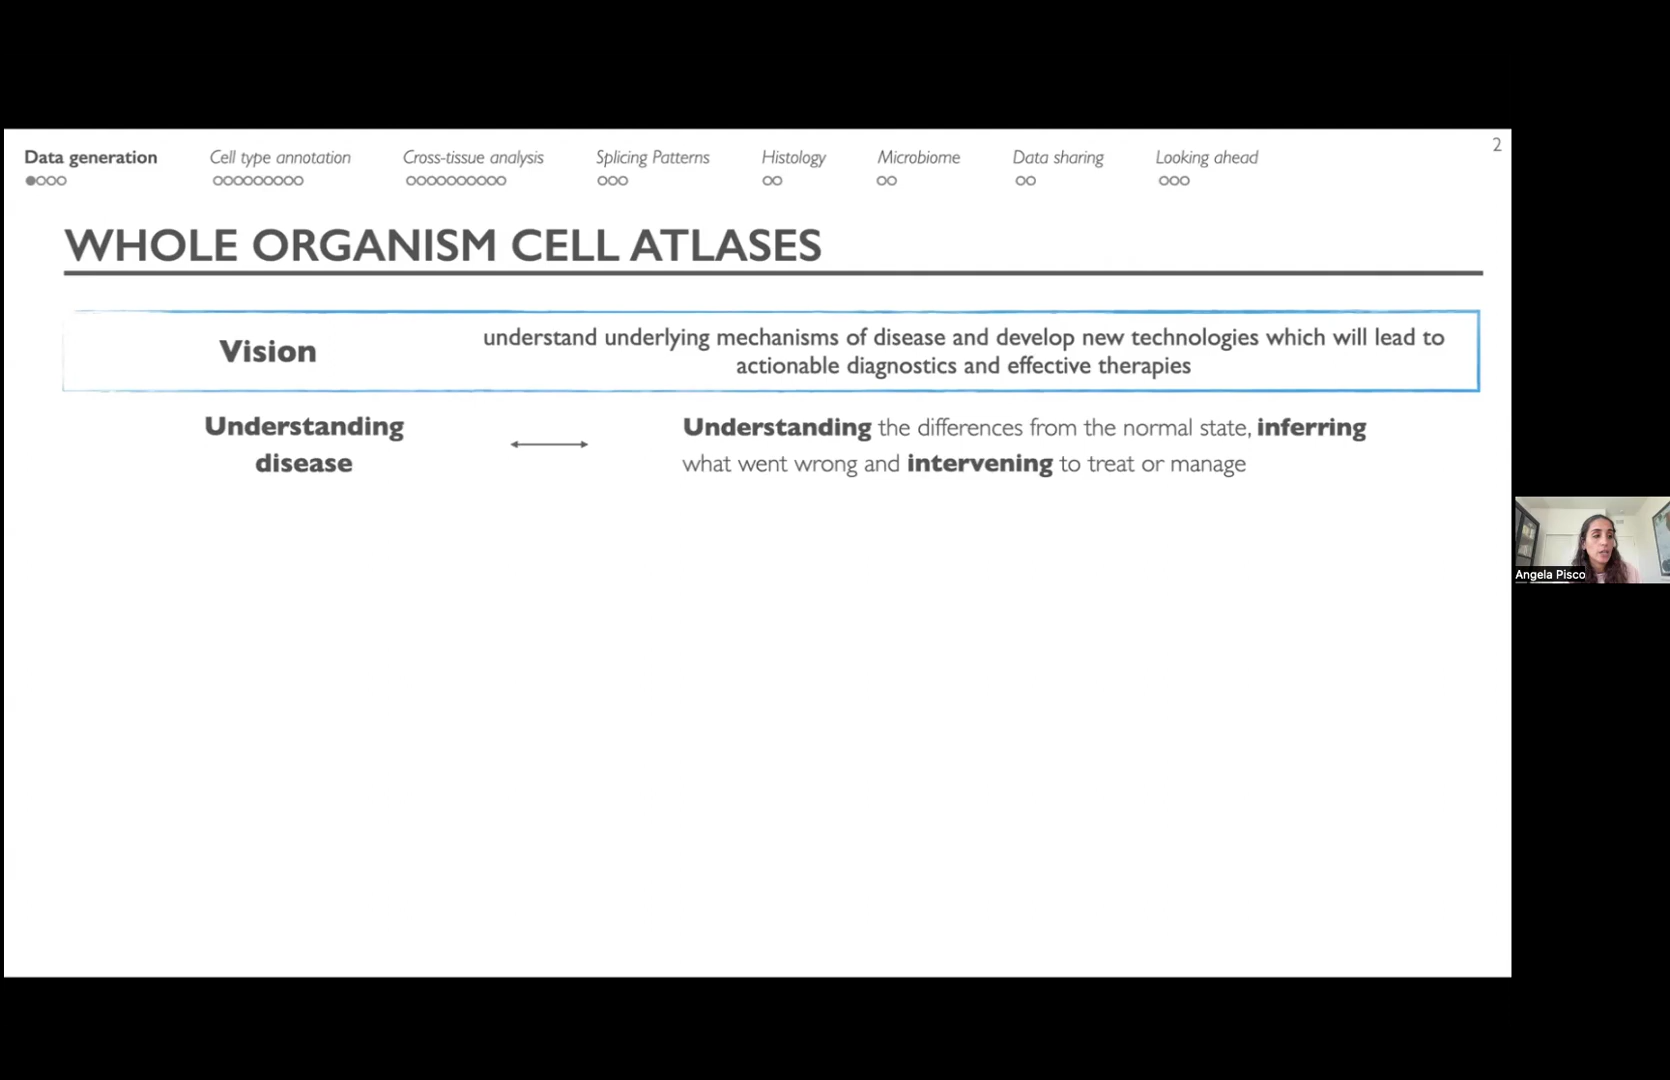 2
Data generation Cell type annotation Cross-tissue analysis Splicing Patterns Histology Microbiome Data sharing Looking ahead
WHOLE ORGANISM CELL ATLASES
Vision
understand underlying mechanisms of disease and develop new technologies which will lead to
actionable diagnostics and effective therapies
Understanding
disease
Understanding the differences from the normal state, inferring
what went wrong and intervening to treat or manage
Angela Pisco